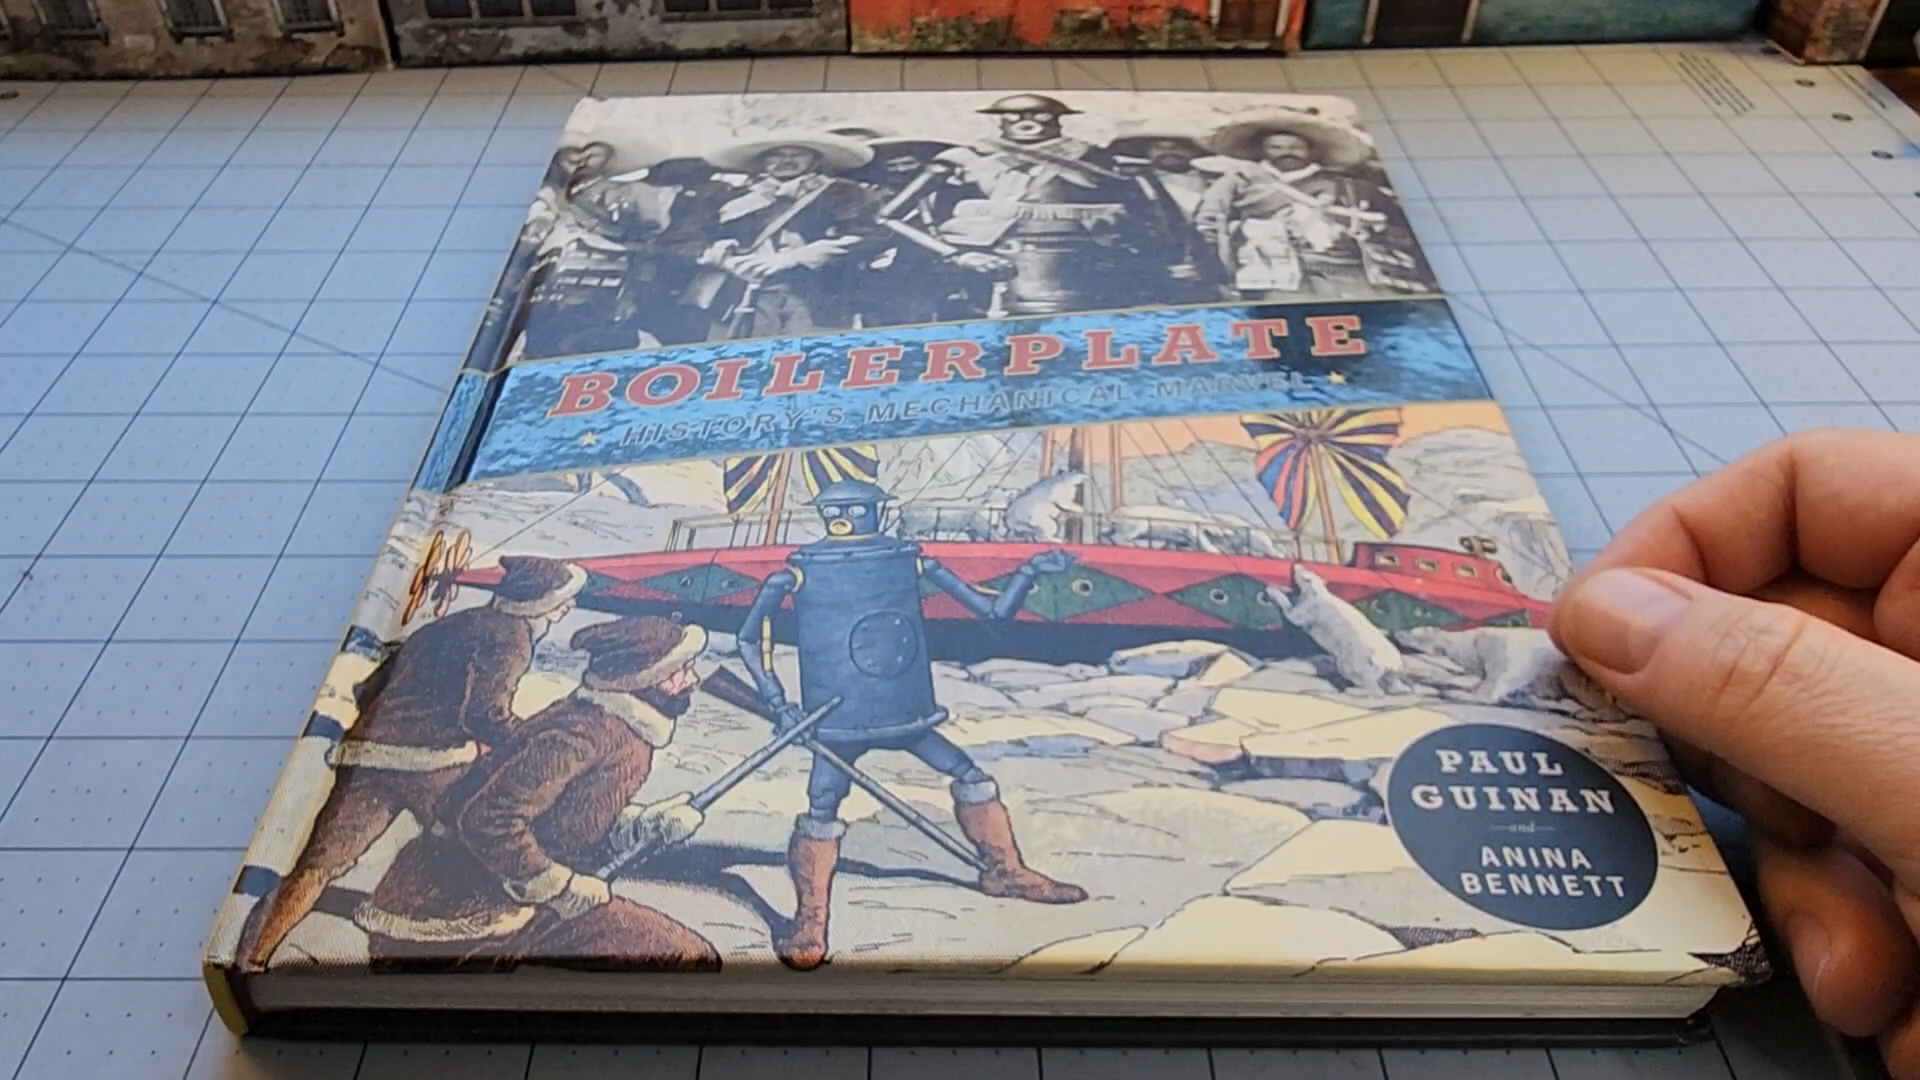 BOILERPLATE
HISTORY'S MECHANICAL MARVEL
PAUL
GUINAN
and
ANINA
BENNETT